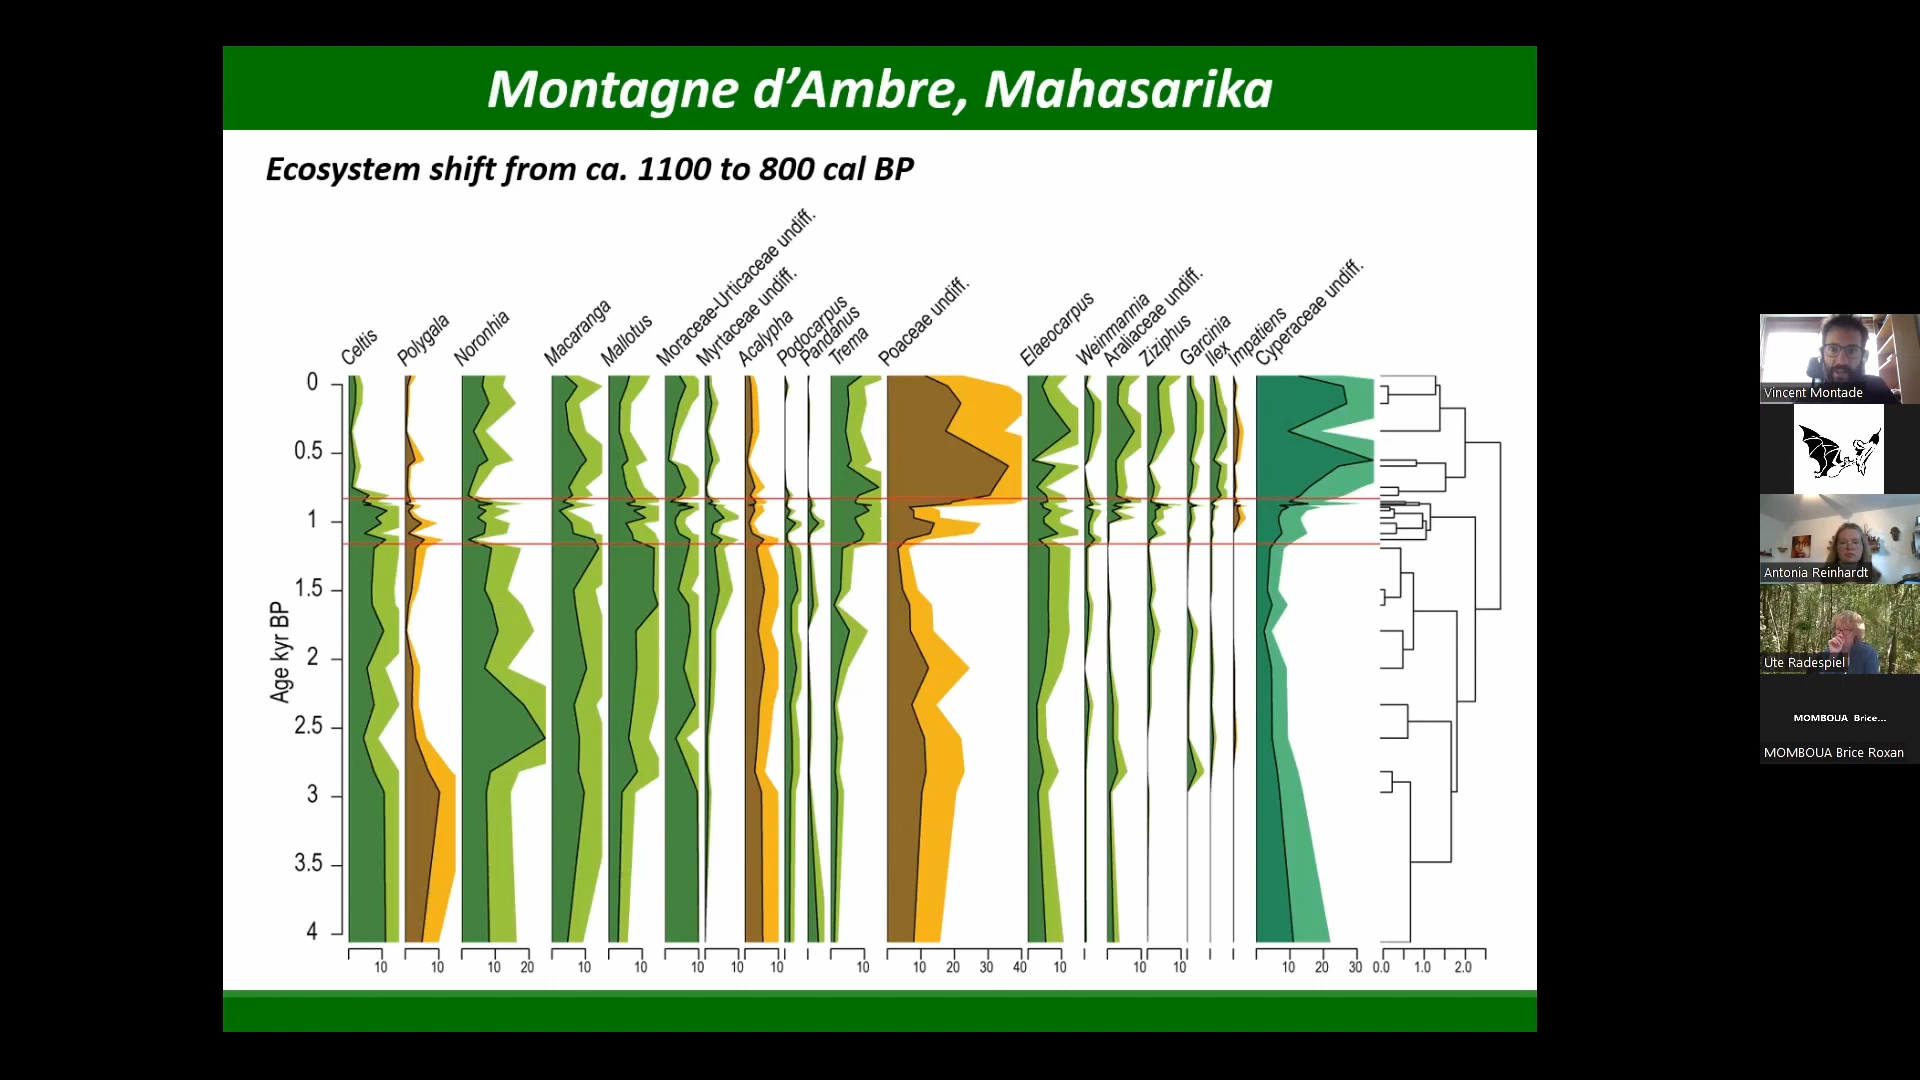 Montagne d’Ambre, Mahasarika
Ecosystem shift from ca. 1100 to 800 cal BP
Celtis
Polygala
Noronhia
Macaranga
Mallotus
Moraceae-Urticaceae undiff.
Myrtaceae undiff.
Acalypha
Podocarpus
Pandanus
Trema
Poaceae undiff.
Elaeocarpus
Weinmannia
Araliaceae undiff.
Ziziphus
Garcinia
Ilex
Impatiens
Cyperaceae undiff.
Age kyr BP
0
0.5
1
1.5
2
2.5
3
3.5
4
10 10 10 20 10 10 10 10 10 10 10 20 30 40 10 10 10 10 20 30 0.0 1.0 2.0
Vincent Montade
Antonia Reinhardt
Ute Radespiel
MOMBOUA Brice...
MOMBOUA Brice Roxan